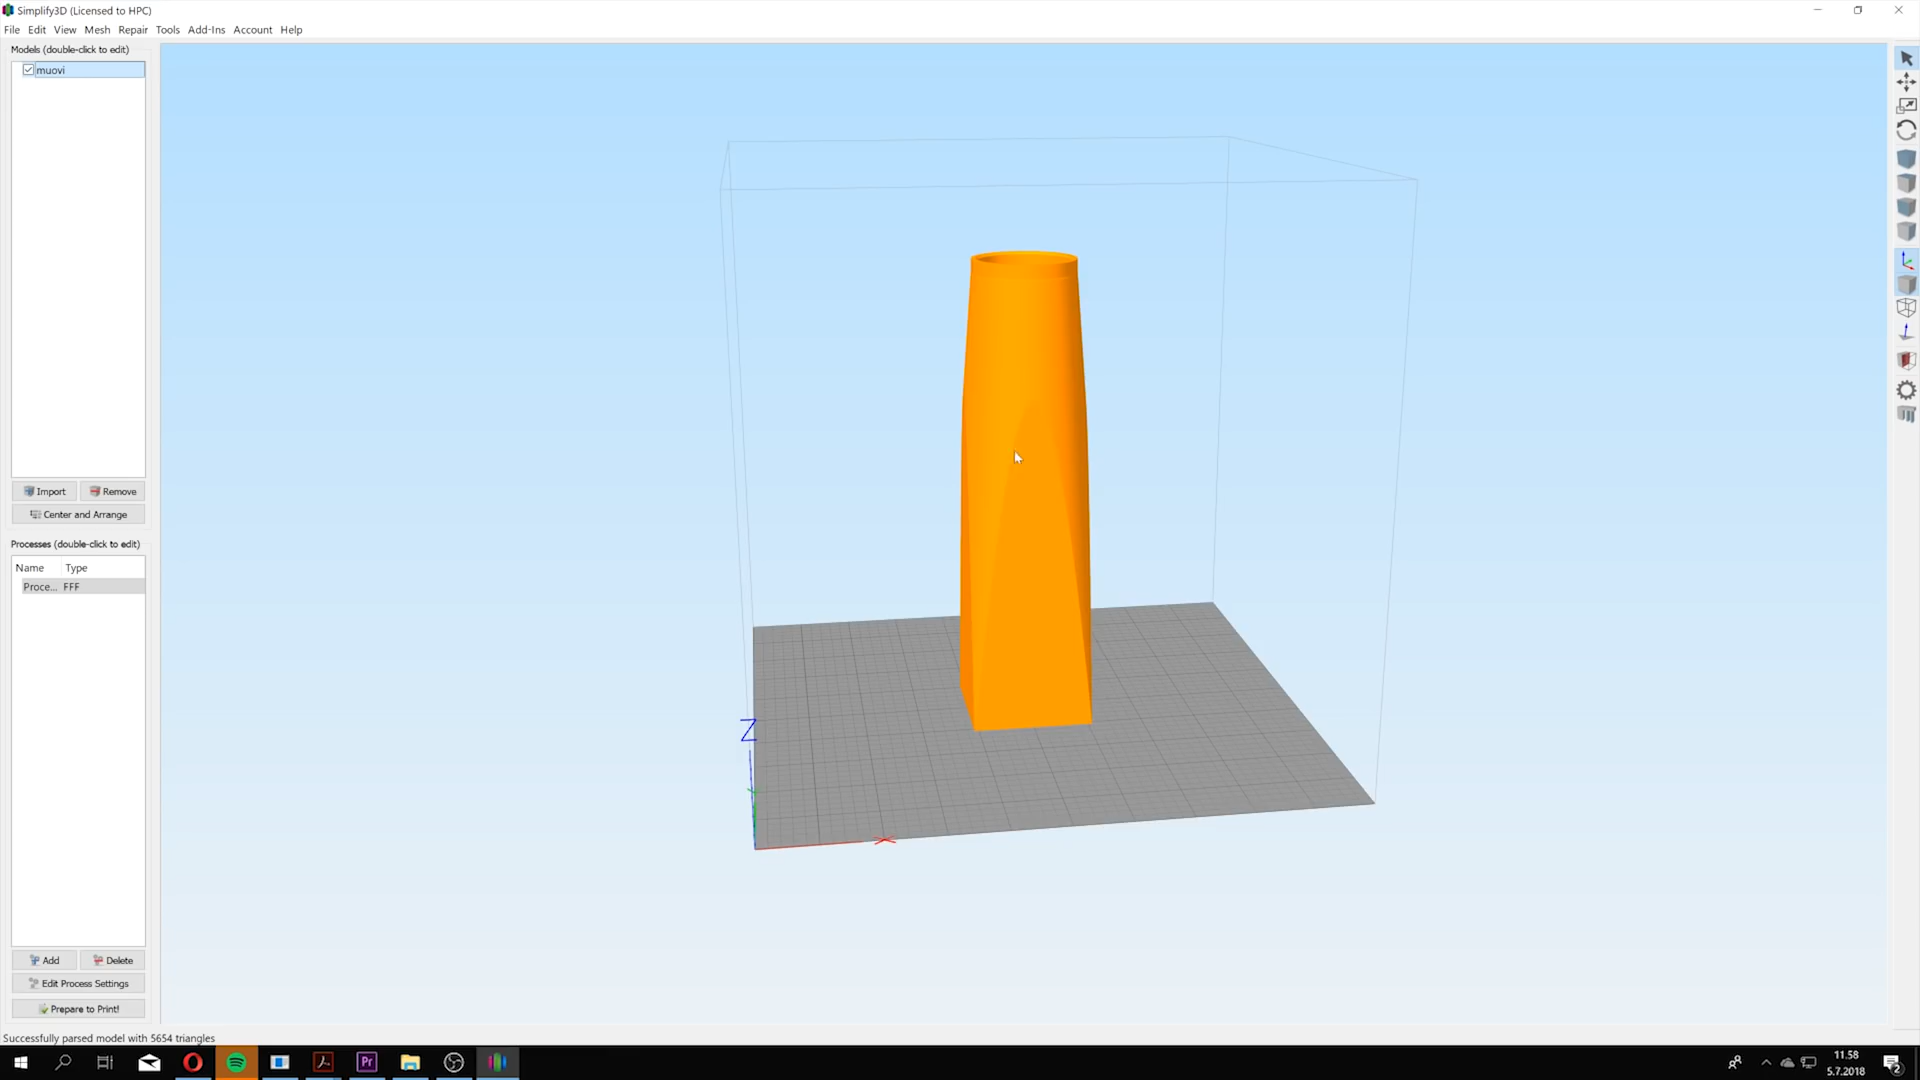 Simplify3D (Licensed to HPC)
File Edit View Mesh Repair Tools Add-Ins Account Help
Models (double-click to edit)
muovi
Import Remove
Center and Arrange
Processes (double-click to edit)
Name Type
Proce... FFF
Z
Y
X
Add Delete
Edit Process Settings
Prepare to Print!
Successfully parsed model with 5654 triangles
Pr
11.58
5.7.2018
2